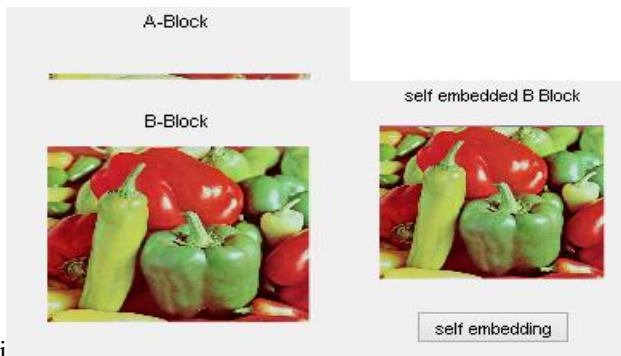 A-Block
B-Block
self embedded B Block
self embedding
i